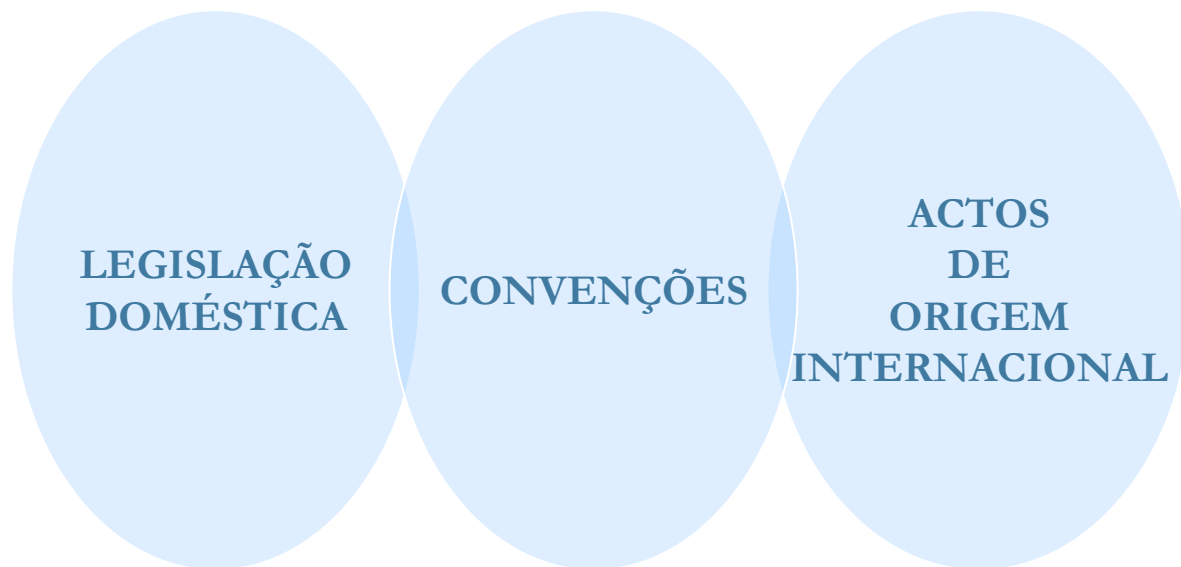 LEGISLAÇÃO
DOMÉSTICA
CONVENÇÕES
ACTOS
DE
ORIGEM
INTERNACIONAL